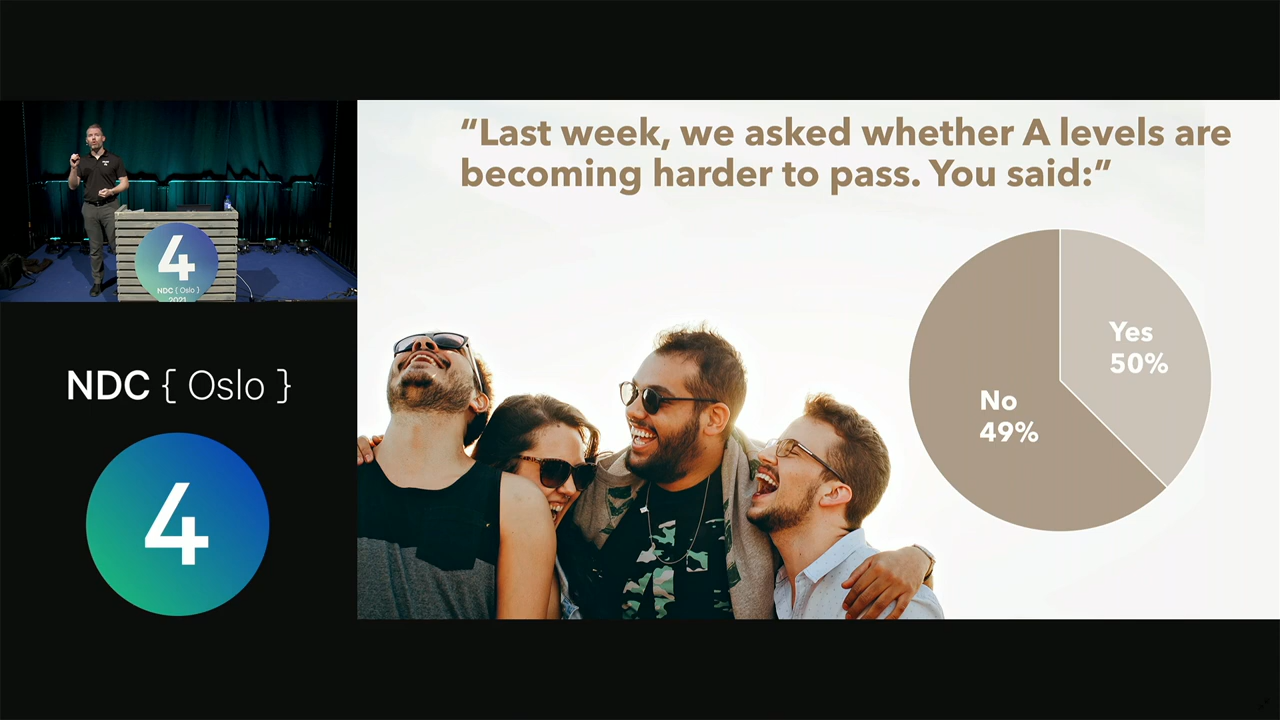 “Last week, we asked whether A levels are
becoming harder to pass. You said:”
Yes
50%
No
49%
4
NDC { Oslo }
2021
NDC { Oslo }
4